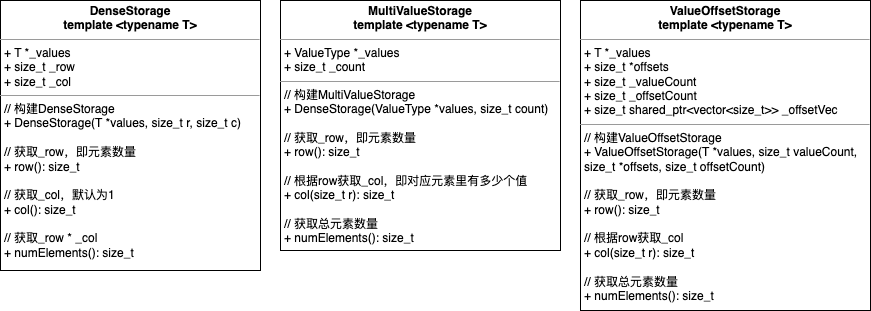 DenseStorage
template <typename T>
+ T *_values
+ size_t _row
+ size_t _col
// 构建DenseStorage
+ DenseStorage(T *values, size_t r, size_t c)
// 获取_row，即元素数量
+ row(): size_t
// 获取_col，默认为1
+ col(): size_t
// 获取_row * _col
+ numElements(): size_t
MultiValueStorage
template <typename T>
+ ValueType *_values
+ size_t _count
// 构建MultiValueStorage
+ DenseStorage(ValueType *values, size_t count)
// 获取_row，即元素数量
+ row(): size_t
// 根据row获取_col，即对应元素里有多少个值
+ col(size_t r): size_t
// 获取总元素数量
+ numElements(): size_t
ValueOffsetStorage
template <typename T>
+ T *_values
+ size_t *offsets
+ size_t _valueCount
+ size_t _offsetCount
+ size_t shared_ptr<vector<size_t>> _offsetVec
// 构建ValueOffsetStorage
+ ValueOffsetStorage(T *values, size_t valueCount,
size_t *offsets, size_t offsetCount)
// 获取_row，即元素数量
+ row(): size_t
// 根据row获取_col
+ col(size_t r): size_t
// 获取总元素数量
+ numElements(): size_t